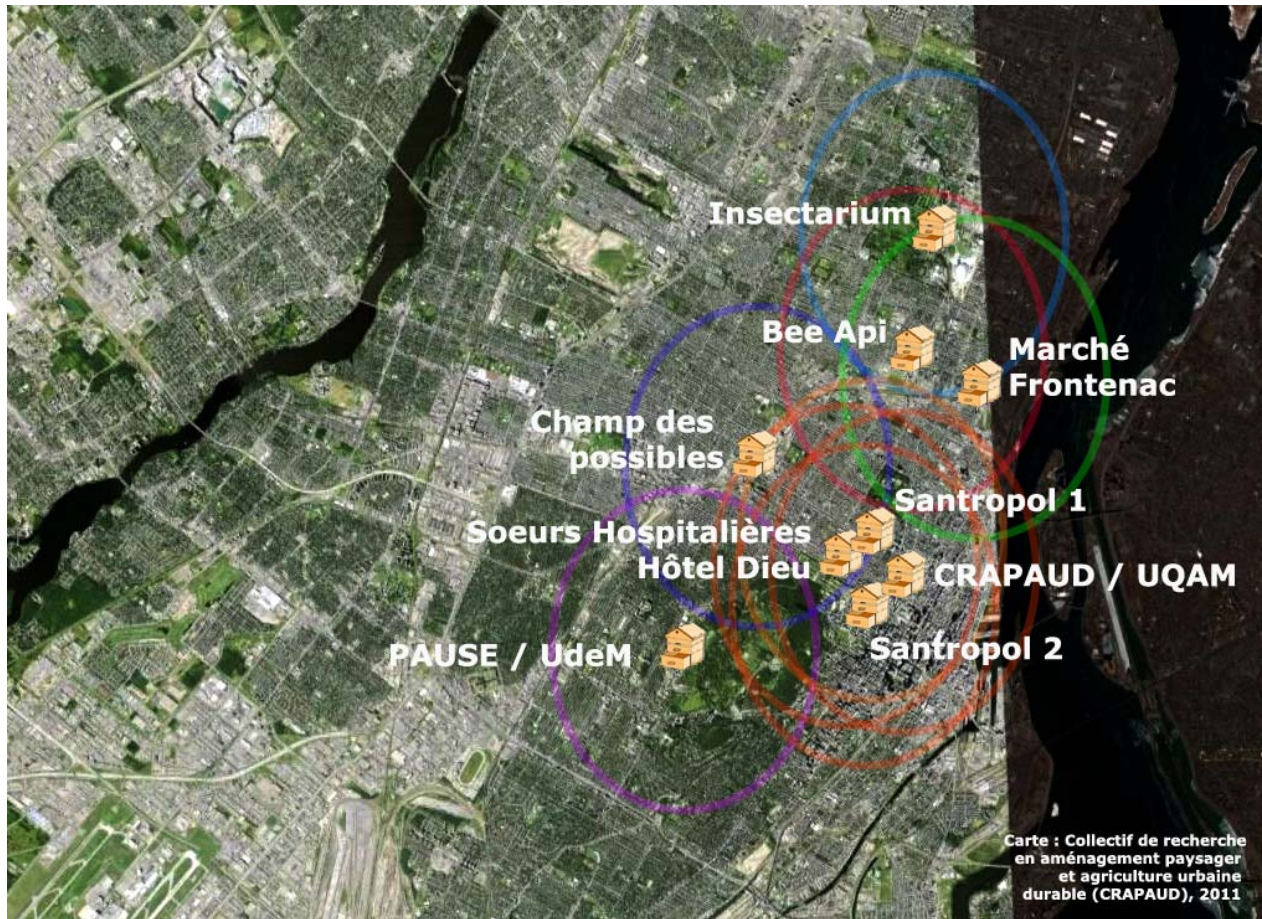 Insectarium
Bee Api
Marché
Frontenac
Champ des
possibles
Santropol 1
Soeurs Hospitalières
Hôtel Dieu
CRAPAUD / UQÀM
Santropol 2
PAUSE / UdeM
Carte : Collectif de recherche
en aménagement paysager
et agriculture urbaine
durable (CRAPAUD), 2011